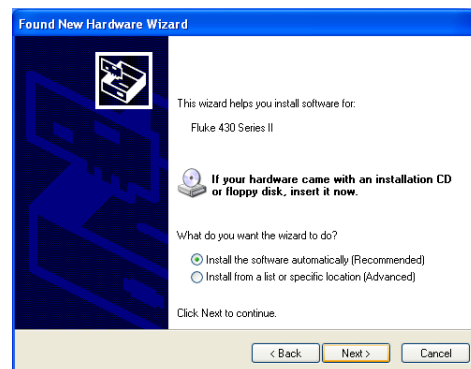 Found New Hardware Wizard
This wizard helps you install software for:
Fluke 430 Series II
If your hardware came with an installation CD
or floppy disk, insert it now.
What do you want the wizard to do?
Install the software automatically (Recommended)
Install from a list or specific location (Advanced)
Click Next to continue.
< Back
Next >
Cancel